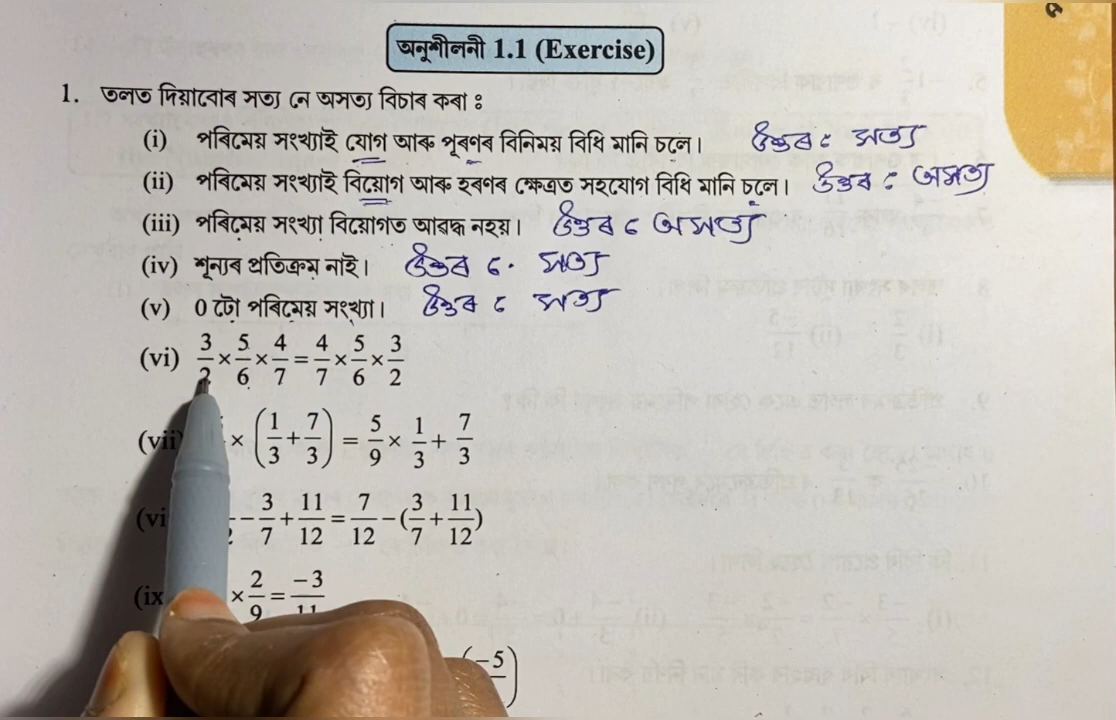 অনুশীলনী 1.1 (Exercise)
1. তলত দিয়াবোৰ সত্য নে অসত্য বিচাৰ কৰা :
(i) পৰিমেয় সংখ্যাই যোগ আৰু পূৰণৰ বিনিময় বিধি মানি চলে। উত্তৰ : সত্য
(ii) পৰিমেয় সংখ্যাই বিয়োগ আৰু হৰণৰ ক্ষেত্ৰত সহযোগ বিধি মানি চলে। উত্তৰ : অসত্য
(iii) পৰিমেয় সংখ্যা বিয়োগত আৱদ্ধ নহয়। উত্তৰ : অসত্য
(iv) শূন্যৰ প্ৰতিক্ৰম নাই। উত্তৰ : সত্য
(v) 0 টো পৰিমেয় সংখ্যা। উত্তৰ : সত্য
(vi) 3/2 × 5/6 × 4/7 = 4/7 × 5/6 × 3/2
(vii) × (1/3 + 7/3) = 5/9 × 1/3 + 7/3
− 3/7 + 11/12 = 7/12 − (3/7 + 11/12)
(ix × 2/9 = −3/11
(−5)